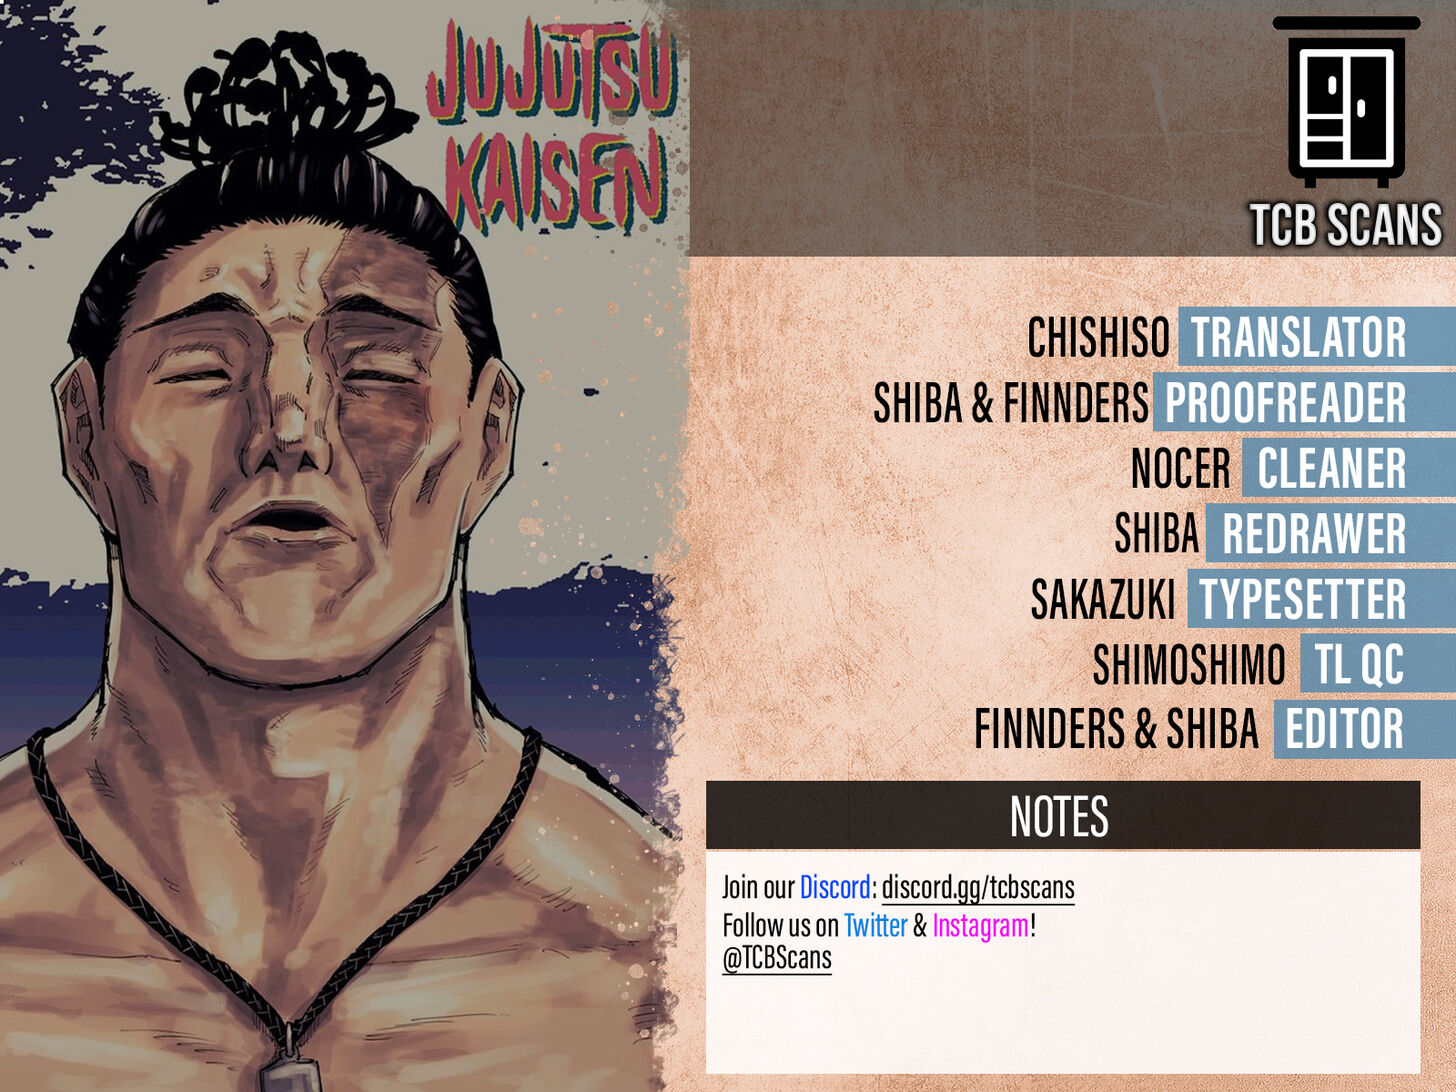 JUJUTSU
KAISEN
TCB SCANS
CHISHISO TRANSLATOR
SHIBA & FINNDERS PROOFREADER
NOCER CLEANER
SHIBA REDRAWER
SAKAZUKI TYPESETTER
SHIMOSHIMO TL QC
FINNDERS & SHIBA EDITOR
NOTES
Join our Discord: discord.gg/tcbscans
Follow us on Twitter & Instagram!
@TCBScans